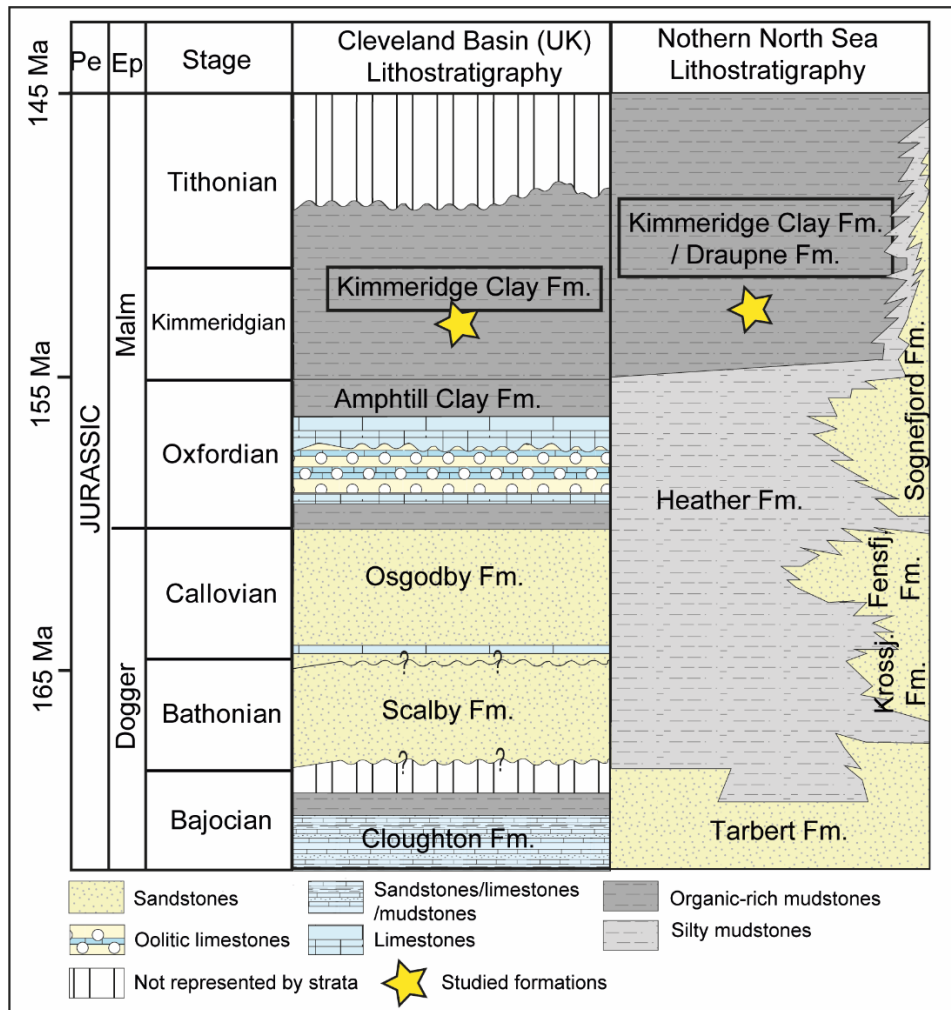 Pe
Ep
Stage
Cleveland Basin (UK)
Lithostratigraphy
Nothern North Sea
Lithostratigraphy
145 Ma
155 Ma
165 Ma
JURASSIC
Malm
Dogger
Tithonian
Kimmeridgian
Oxfordian
Callovian
Bathonian
Bajocian
Kimmeridge Clay Fm.
Amphtill Clay Fm.
Osgodby Fm.
? ?
Scalby Fm.
? ?
Cloughton Fm.
Kimmeridge Clay Fm.
/ Draupne Fm.
Heather Fm.
Sognefjord Fm.
Fensfj.
Fm.
Krossj.
Fm.
Tarbert Fm.
Sandstones
Oolitic limestones
Not represented by strata
Sandstones/limestones
/mudstones
Limestones
Studied formations
Organic-rich mudstones
Silty mudstones